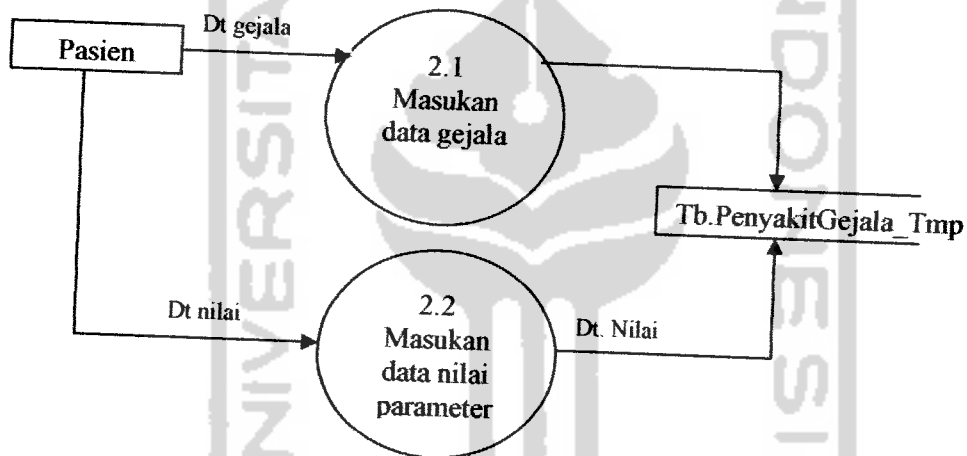 Dt gejala
Pasien
2.1
Masukan
data gejala
Tb.PenyakitGejala_Tmp
2.2
Masukan
data nilai
parameter
Dt nilai
Dt. Nilai